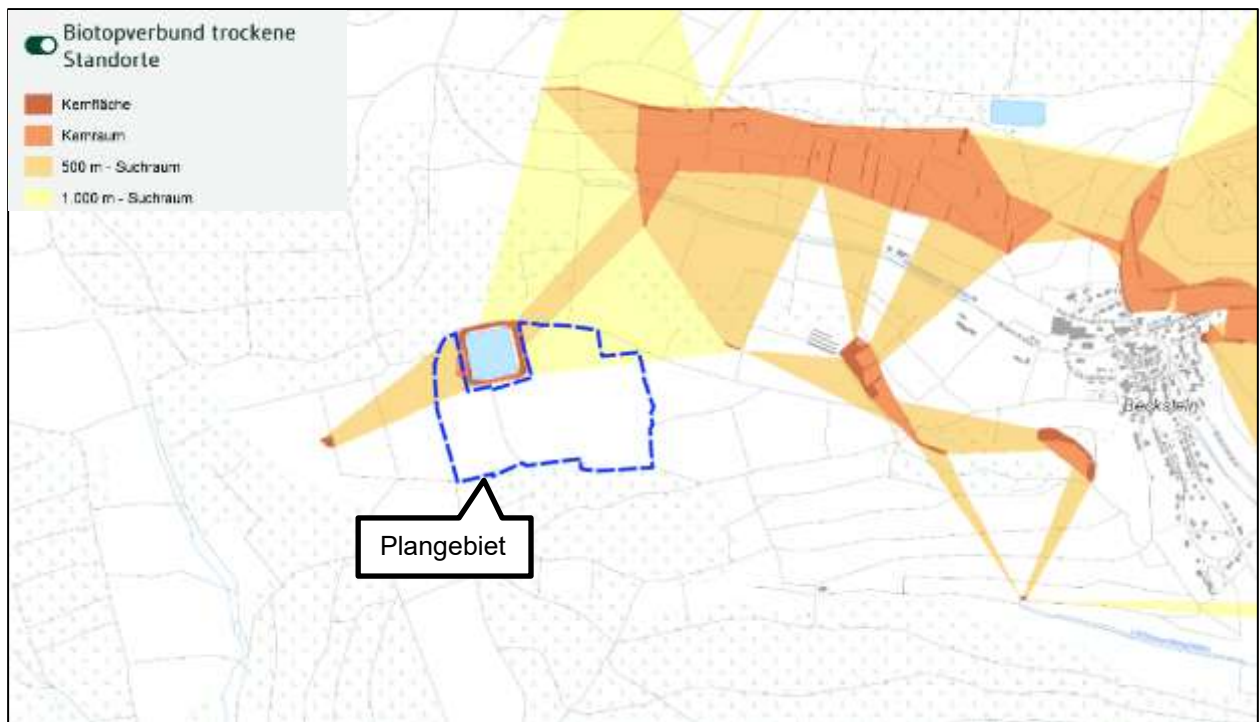 Biotopverbund trockene
Standorte
Kernfläche
Kernraum
500 m - Suchraum
1.000 m - Suchraum
Beckstein
Plangebiet